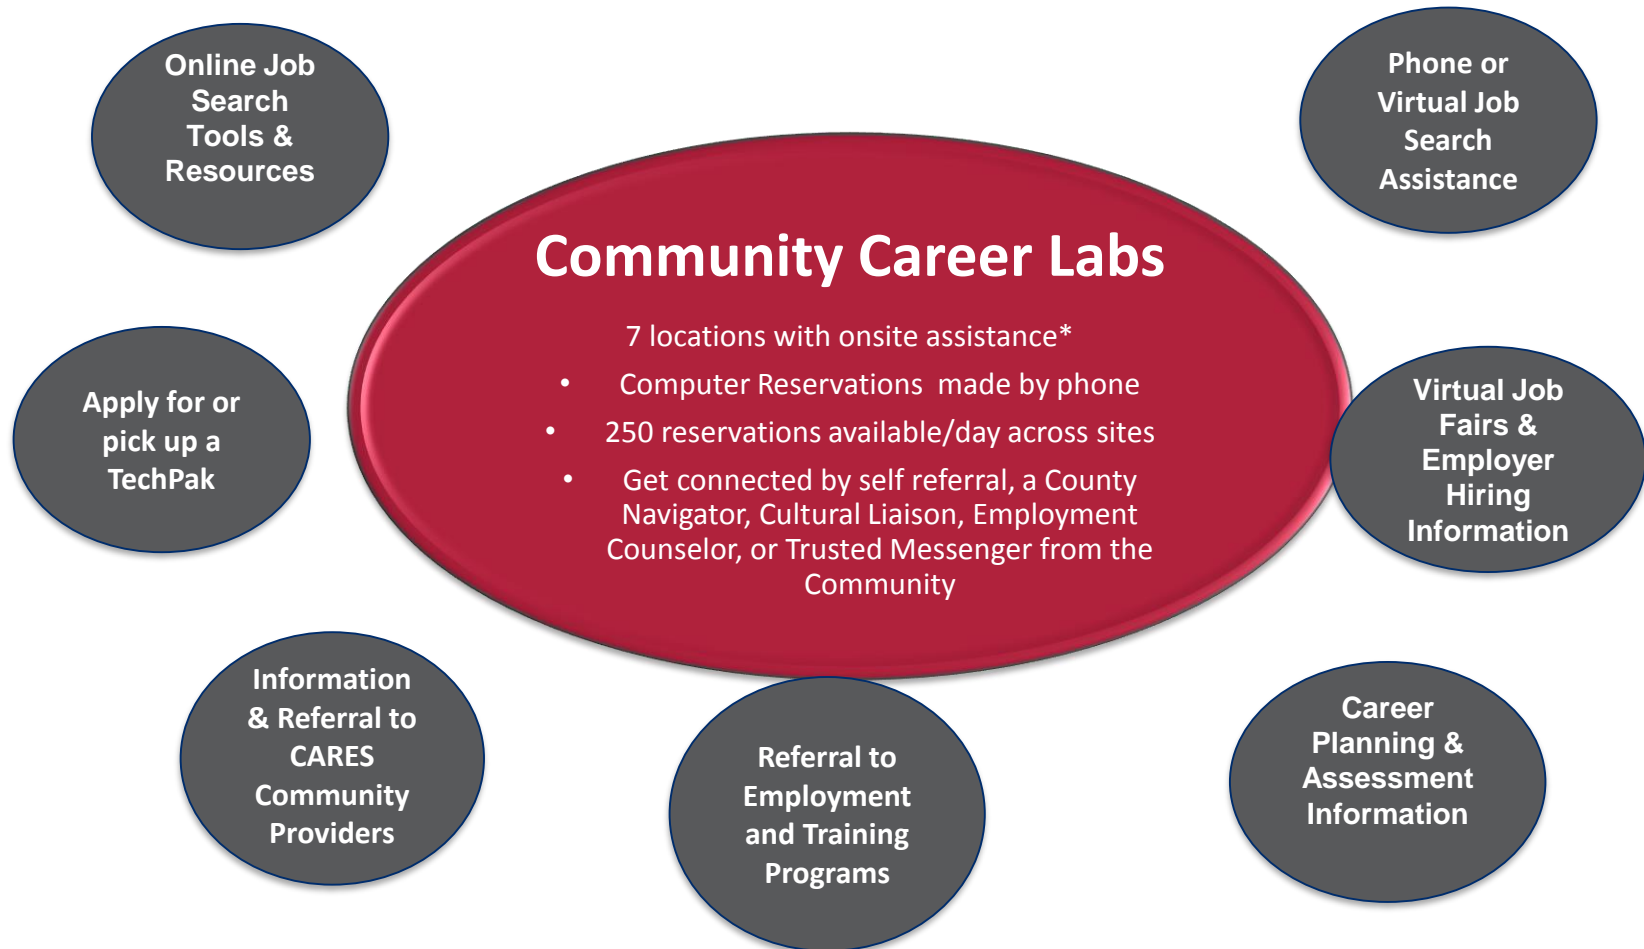 Online Job
Search
Tools &
Resources
Phone or
Virtual Job
Search
Assistance
Community Career Labs
7 locations with onsite assistance*
• Computer Reservations  made by phone
• 250 reservations available/day across sites
• Get connected by self referral, a County
Navigator, Cultural Liaison, Employment
Counselor, or Trusted Messenger from the
Community
Apply for or
pick up a
TechPak
Virtual Job
Fairs &
Employer
Hiring
Information
Information
& Referral to
CARES
Community
Providers
Referral to
Employment
and Training
Programs
Career
Planning &
Assessment
Information